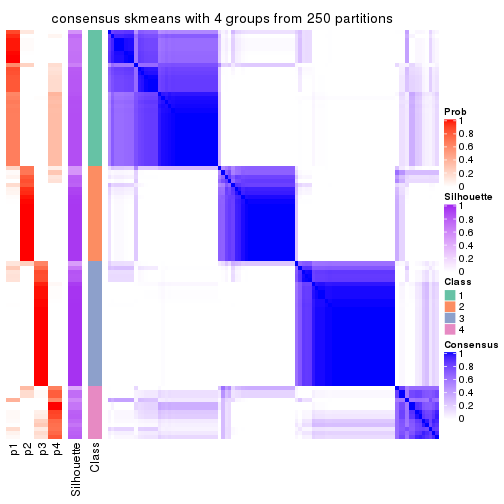 consensus skmeans with 4 groups from 250 partitions
Prob
1
0.8
0.6
0.4
0.2
0
Silhouette
1
0.8
0.6
0.4
0.2
0
Class
1
2
3
4
Consensus
1
0.8
0.6
0.4
0.2
0
p1
p2
p3
p4
Silhouette
Class